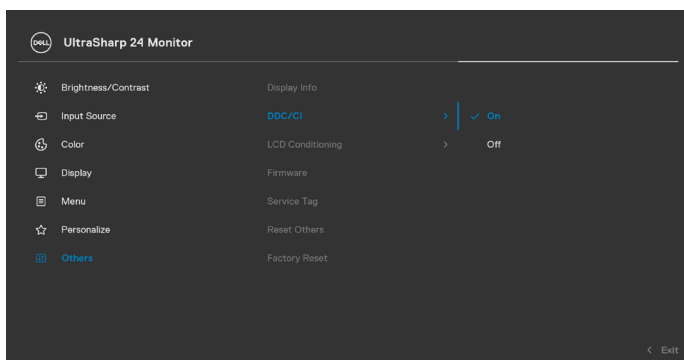 DELL UltraSharp 24 Monitor
Brightness/Contrast Display Info
Input Source DDC/CI > ✓ On
Color LCD Conditioning > Off
Display Firmware
Menu Service Tag
Personalize Reset Others
Others Factory Reset
< Exit